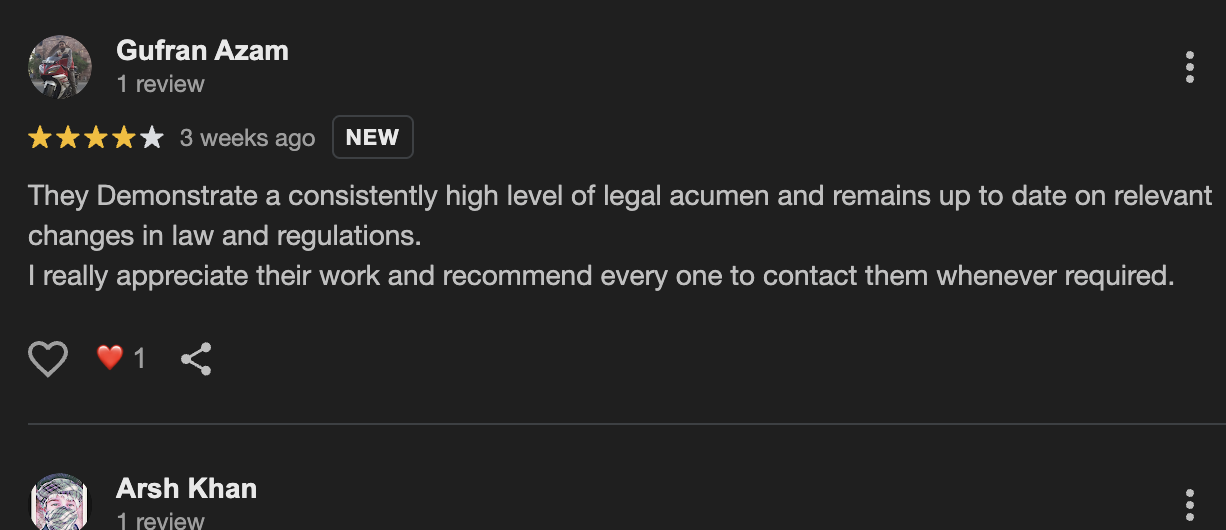 Gufran Azam
1 review
3 weeks ago NEW
They Demonstrate a consistently high level of legal acumen and remains up to date on relevant
changes in law and regulations.
I really appreciate their work and recommend every one to contact them whenever required.
1
Arsh Khan
1 review